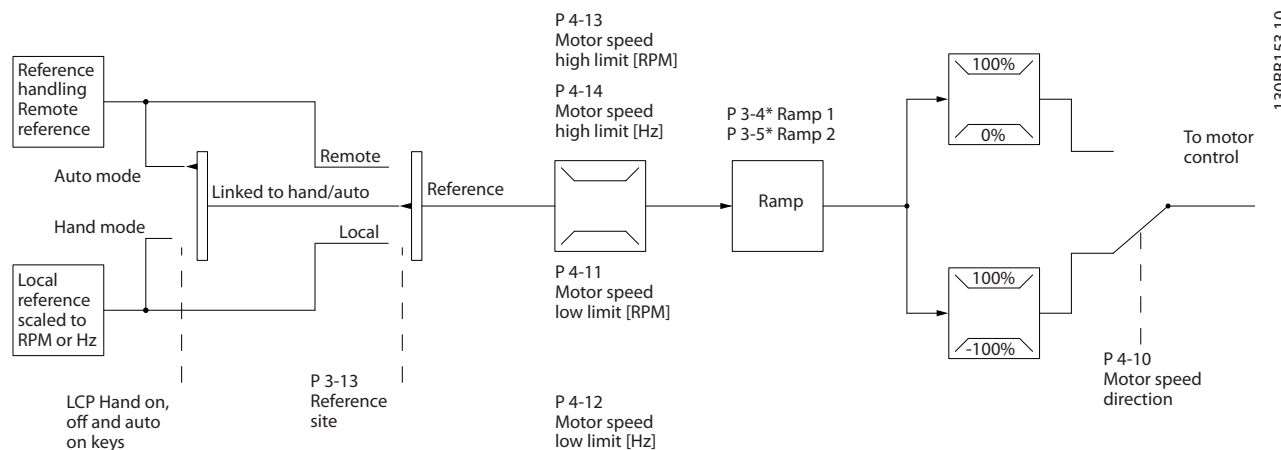 Reference
handling
Remote
reference
Auto mode
Hand mode
Local
reference
scaled to
RPM or Hz
LCP Hand on,
off and auto
on keys
Linked to hand/auto
Remote
Local
P 3-13
Reference
site
Reference
P 4-13
Motor speed
high limit [RPM]
P 4-14
Motor speed
high limit [Hz]
P 4-11
Motor speed
low limit [RPM]
P 4-12
Motor speed
low limit [Hz]
P 3-4* Ramp 1
P 3-5* Ramp 2
Ramp
100%
0%
100%
-100%
To motor
control
P 4-10
Motor speed
direction
130BB153.10